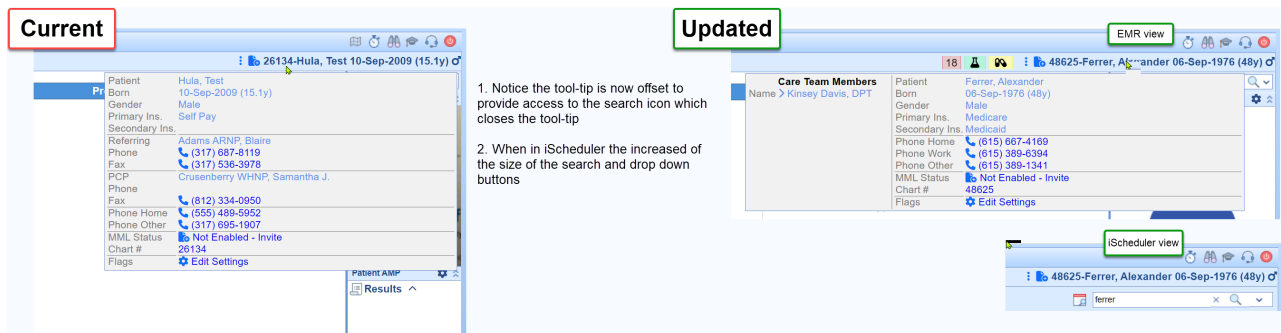 Current
26134-Hula, Test 10-Sep-2009 (15.1y)
Pr
Patient Hula, Test
Born 10-Sep-2009 (15.1y)
Gender Male
Primary Ins. Self Pay
Secondary Ins.
Referring Adams ARNP, Blaire
Phone (317) 687-8119
Fax (317) 536-3978
PCP Crusenberry WHNP, Samantha J.
Phone
Fax (812) 334-0950
Phone Home (555) 489-5952
Phone Other (317) 695-1907
MML Status Not Enabled - Invite
Chart # 26134
Flags Edit Settings
Patient AMP
Results
1. Notice the tool-tip is now offset to
provide access to the search icon which
closes the tool-tip
2. When in iScheduler the increased of
the size of the search and drop down
buttons
Updated
EMR view
18 48625-Ferrer, Alexander 06-Sep-1976 (48y)
Care Team Members
Name Kinsey Davis, DPT
Patient Ferrer, Alexander
Born 06-Sep-1976 (48y)
Gender Male
Primary Ins. Medicare
Secondary Ins. Medicaid
Phone Home (615) 667-4169
Phone Work (615) 389-6394
Phone Other (615) 389-1341
MML Status Not Enabled - Invite
Chart # 48625
Flags Edit Settings
iScheduler view
48625-Ferrer, Alexander 06-Sep-1976 (48y)
ferrer